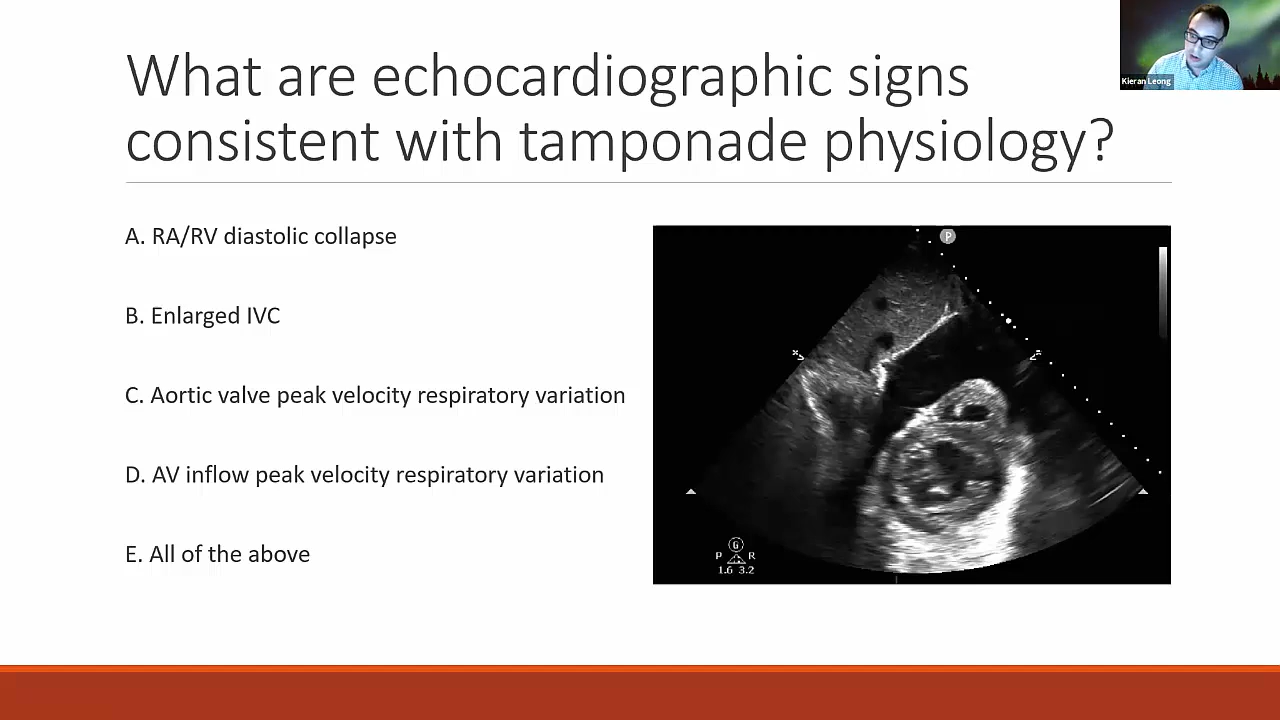 What are echocardiographic signs
consistent with tamponade physiology?
Kieran Leong
A. RA/RV diastolic collapse
B. Enlarged IVC
C. Aortic valve peak velocity respiratory variation
D. AV inflow peak velocity respiratory variation
E. All of the above
P
G
P R
1.6 3.2